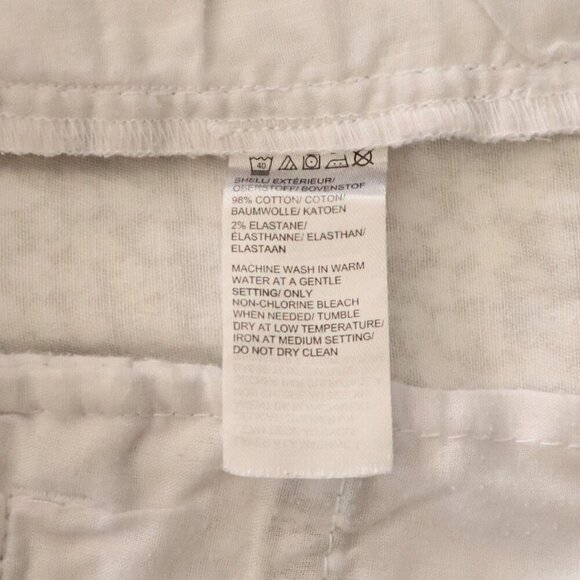 40
SHELL/ EXTÉRIEUR/
OBERSTOFF/ BOVENSTOF
98% COTTON/ COTON/
BAUMWOLLE/ KATOEN
2% ELASTANE/
ÉLASTHANNE/ ELASTHAN/
ELASTAAN
MACHINE WASH IN WARM
WATER AT A GENTLE
SETTING/ ONLY
NON-CHLORINE BLEACH
WHEN NEEDED/ TUMBLE
DRY AT LOW TEMPERATURE/
IRON AT MEDIUM SETTING/
DO NOT DRY CLEAN